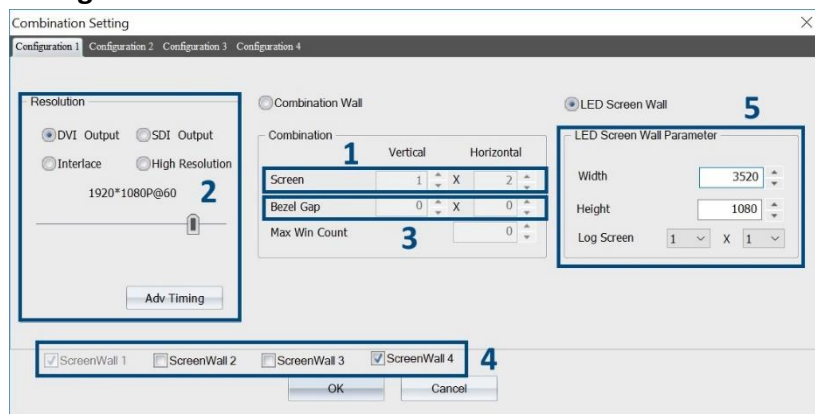 Combination Setting
Configuration 1 Configuration 2 Configuration 3 Configuration 4
Resolution
DVI Output SDI Output
Interlace High Resolution
1920*1080P@60
2
Adv Timing
Combination Wall
Combination
1
Vertical Horizontal
Screen 1 X 2
Bezel Gap 0 X 0
Max Win Count 0
3
LED Screen Wall
5
LED Screen Wall Parameter
Width 3520
Height 1080
Log Screen 1 X 1
ScreenWall 1 ScreenWall 2 ScreenWall 3 ScreenWall 4 4
OK Cancel